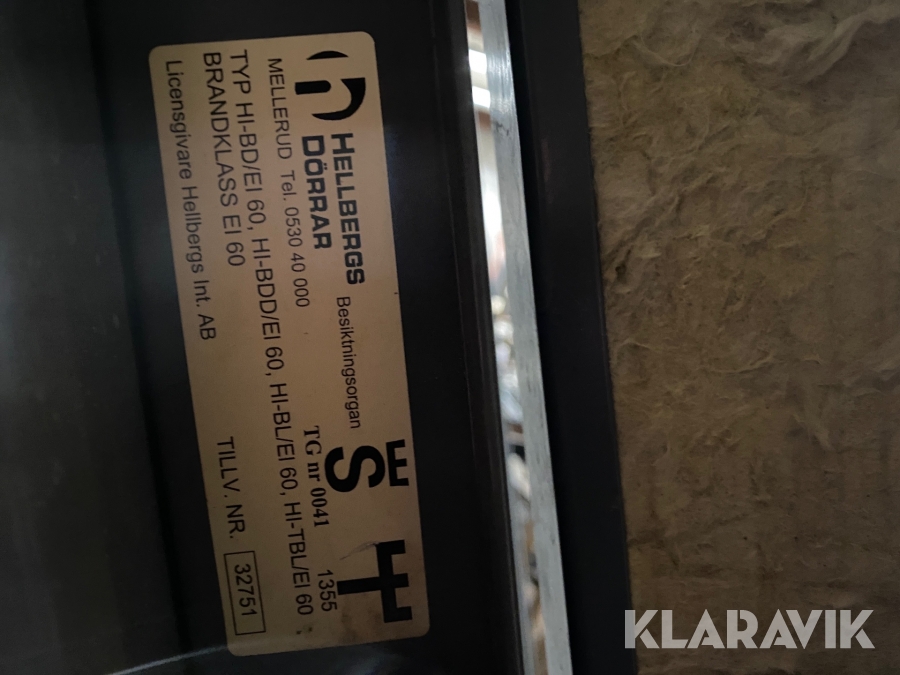 HELLBERGS
DÖRRAR
Besiktningsorgan
MELLERUD Tel. 0530 40 000
TG nr 0041
1355
TYP HI-BD/EI 60, HI-BDD/EI 60, HI-BL/EI 60, HI-TBL/EI 60
BRANDKLASS EI 60
Licensgivare Hellbergs Int. AB
TILLV. NR. 32751
KLARAVIK